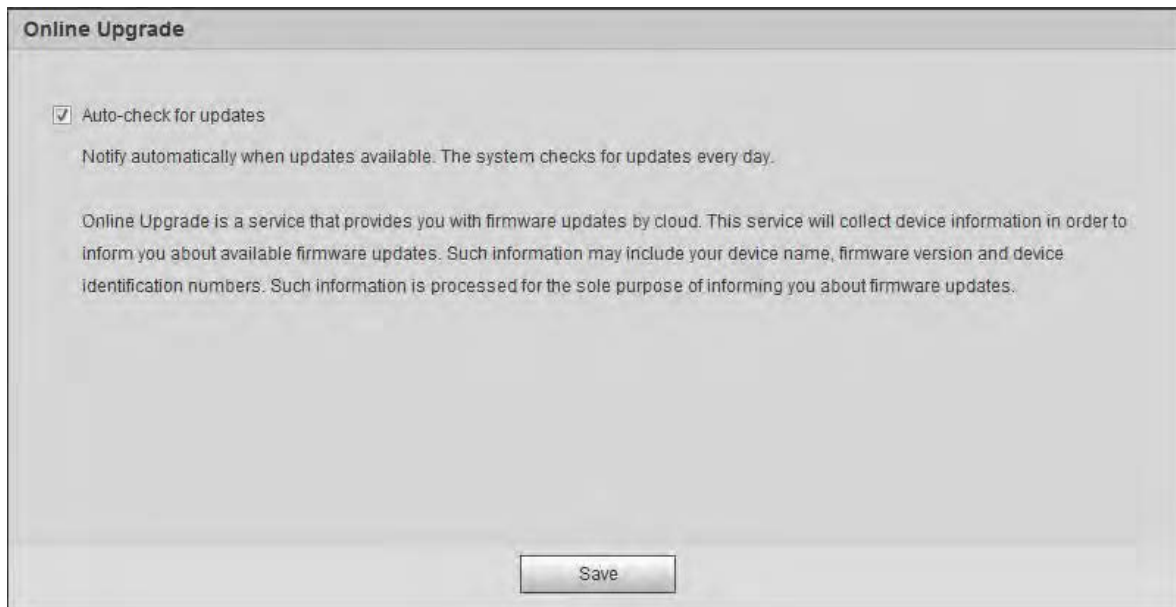 Online Upgrade
Auto-check for updates
Notify automatically when updates available. The system checks for updates every day.
Online Upgrade is a service that provides you with firmware updates by cloud. This service will collect device information in order to
inform you about available firmware updates. Such information may include your device name, firmware version and device
identification numbers. Such information is processed for the sole purpose of informing you about firmware updates.
Save